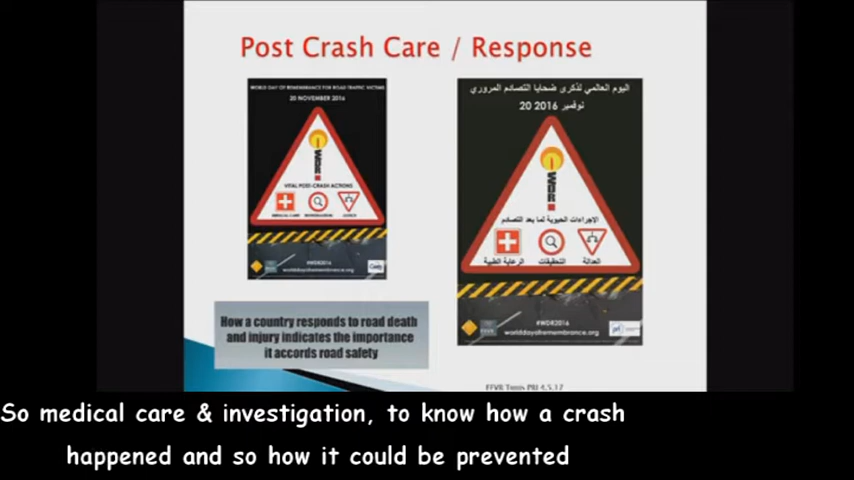 Post Crash Care / Response
WORLD DAY OF REMEMBRANCE FOR ROAD TRAFFIC VICTIMS
20 NOVEMBER 2016
WDR
VITAL POST-CRASH ACTIONS
MEDICAL CARE INVESTIGATION JUSTICE
#WDR2016
worlddayofremembrance.org
اليوم العالمي لذكرى ضحايا التصادم المروري
20 نوفمبر 2016
WDR
الاجراءات الحيوية لما بعد التصادم
الرعاية الطبية التحقيقات العدالة
#WDR2016
worlddayofremembrance.org
How a country responds to road death
and injury indicates the importance
it accords road safety
FEVR Tunis PRI 4.5.17
So medical care & investigation, to know how a crash
happened and so how it could be prevented